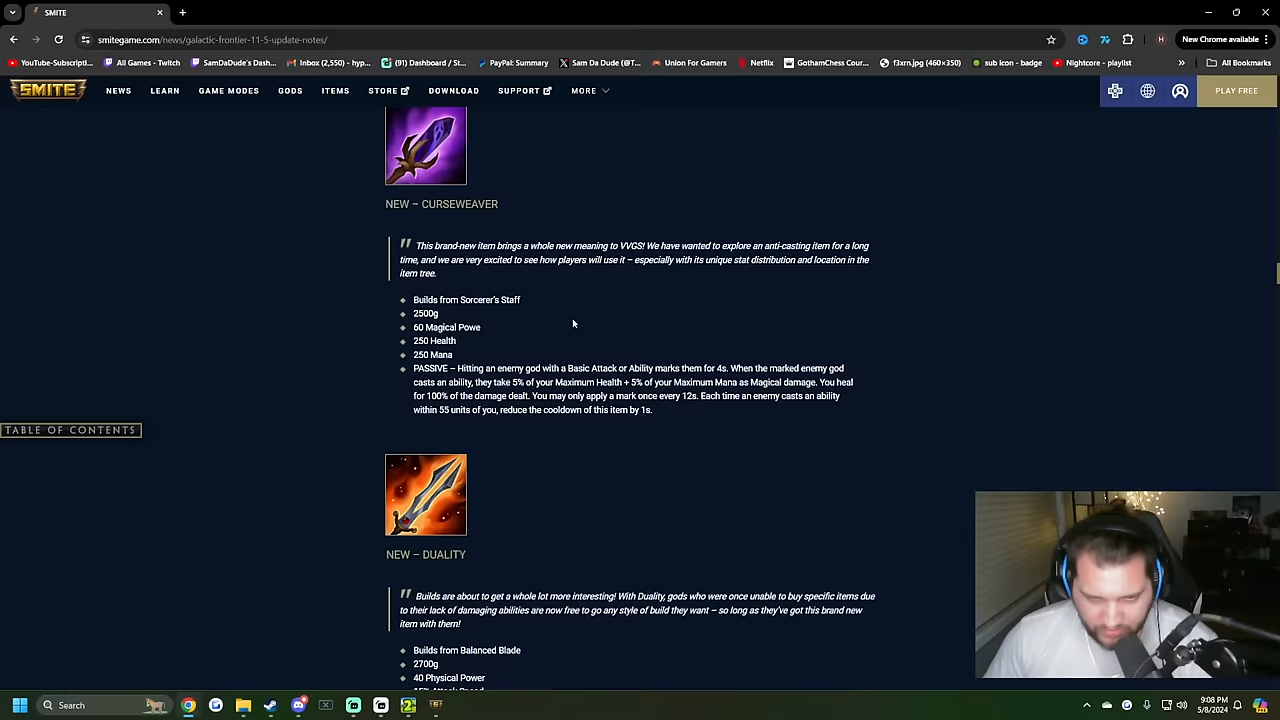 SMITE
smitegame.com/news/galactic-frontier-11-5-update-notes/
New Chrome available
YouTube-Subscripti...
All Games - Twitch
SamDaDude's Dash...
Inbox (2,550) - hyp...
(91) Dashboard / St...
PayPal: Summary
Sam Da Dude (@T...
Union For Gamers
Netflix
GothamChess Cour...
f3xrn.jpg (460×350)
sub Icon - badge
Nightcore - playlist
»
All Bookmarks
SMITE
NEWS
LEARN
GAME MODES
GODS
ITEMS
STORE
DOWNLOAD
SUPPORT
MORE
PLAY FREE
NEW – CURSEWEAVER
" This brand-new item brings a whole new meaning to VVGS! We have wanted to explore an anti-casting item for a long
time, and we are very excited to see how players will use it – especially with its unique stat distribution and location in the
item tree.
Builds from Sorcerer's Staff
2500g
60 Magical Powe
250 Health
250 Mana
PASSIVE – Hitting an enemy god with a Basic Attack or Ability marks them for 4s. When the marked enemy god
casts an ability, they take 5% of your Maximum Health + 5% of your Maximum Mana as Magical damage. You heal
for 100% of the damage dealt. You may only apply a mark once every 12s. Each time an enemy casts an ability
within 55 units of you, reduce the cooldown of this item by 1s.
TABLE OF CONTENTS
NEW – DUALITY
" Builds are about to get a whole lot more interesting! With Duality, gods who were once unable to buy specific items due
to their lack of damaging abilities are now free to go any style of build they want – so long as they've got this brand new
item with them!
Builds from Balanced Blade
2700g
40 Physical Power
15% Attack Speed
Search
9:08 PM
5/8/2024